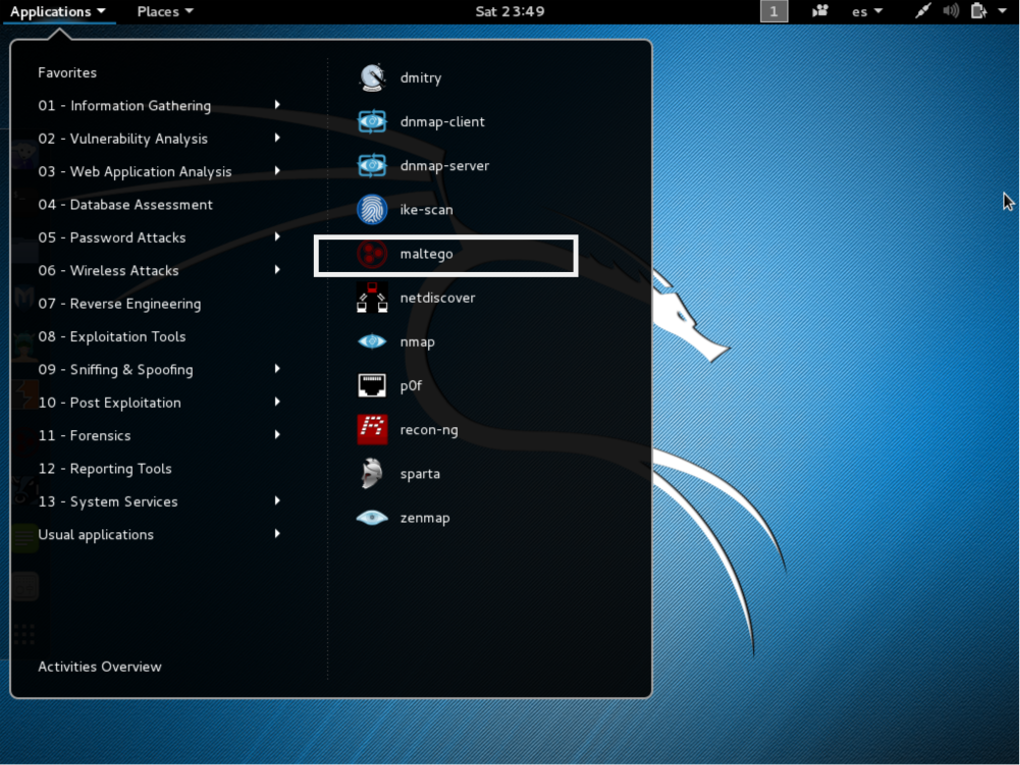 Applications Places Sat 23:49 1 es
Favorites
01 - Information Gathering
02 - Vulnerability Analysis
03 - Web Application Analysis
04 - Database Assessment
05 - Password Attacks
06 - Wireless Attacks
07 - Reverse Engineering
08 - Exploitation Tools
09 - Sniffing & Spoofing
10 - Post Exploitation
11 - Forensics
12 - Reporting Tools
13 - System Services
Usual applications
Activities Overview
dmitry
dnmap-client
dnmap-server
ike-scan
maltego
netdiscover
nmap
p0f
recon-ng
sparta
zenmap